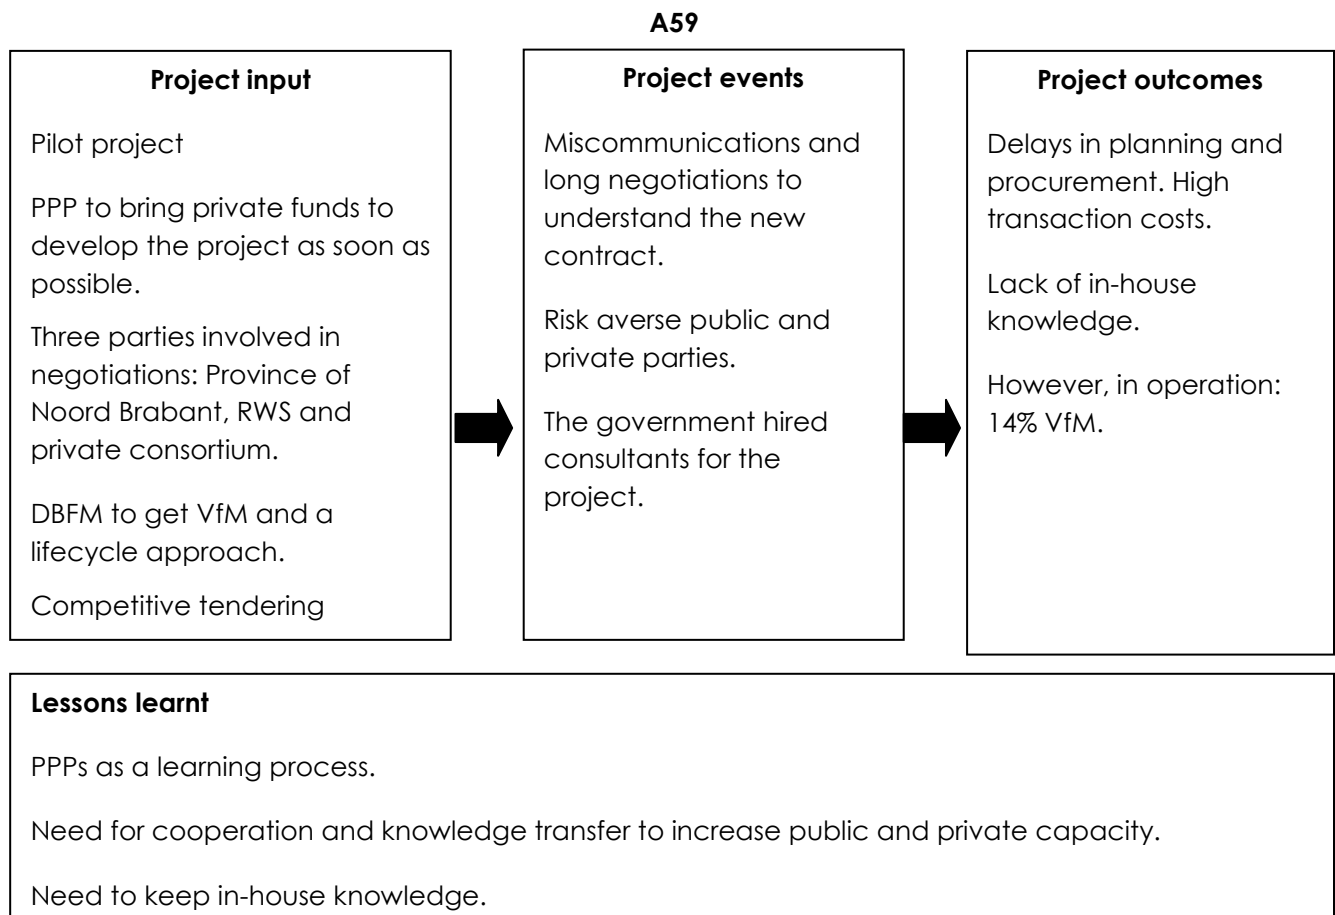 A59
Project input
Pilot project
PPP to bring private funds to
develop the project as soon as
possible.
Three parties involved in
negotiations: Province of
Noord Brabant, RWS and
private consortium.
DBFM to get VfM and a
lifecycle approach.
Competitive tendering
Project events
Miscommunications and
long negotiations to
understand the new
contract.
Risk averse public and
private parties.
The government hired
consultants for the
project.
Project outcomes
Delays in planning and
procurement. High
transaction costs.
Lack of in-house
knowledge.
However, in operation:
14% VfM.
Lessons learnt
PPPs as a learning process.
Need for cooperation and knowledge transfer to increase public and private capacity.
Need to keep in-house knowledge.